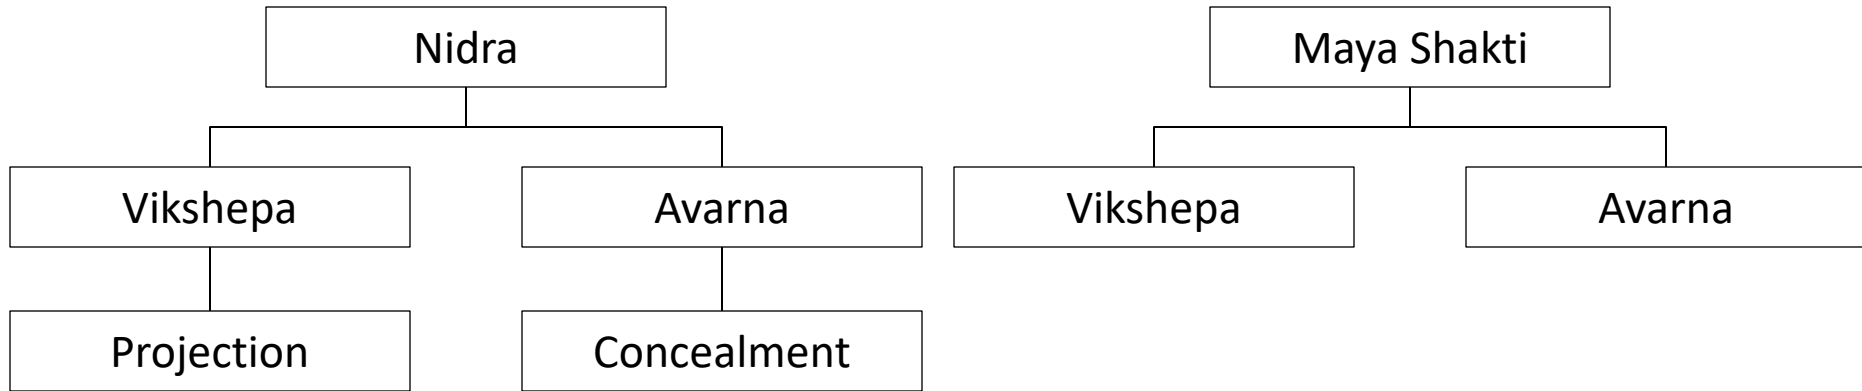 Nidra
Maya Shakti
Vikshepa
Avarna
Vikshepa
Avarna
Projection
Concealment